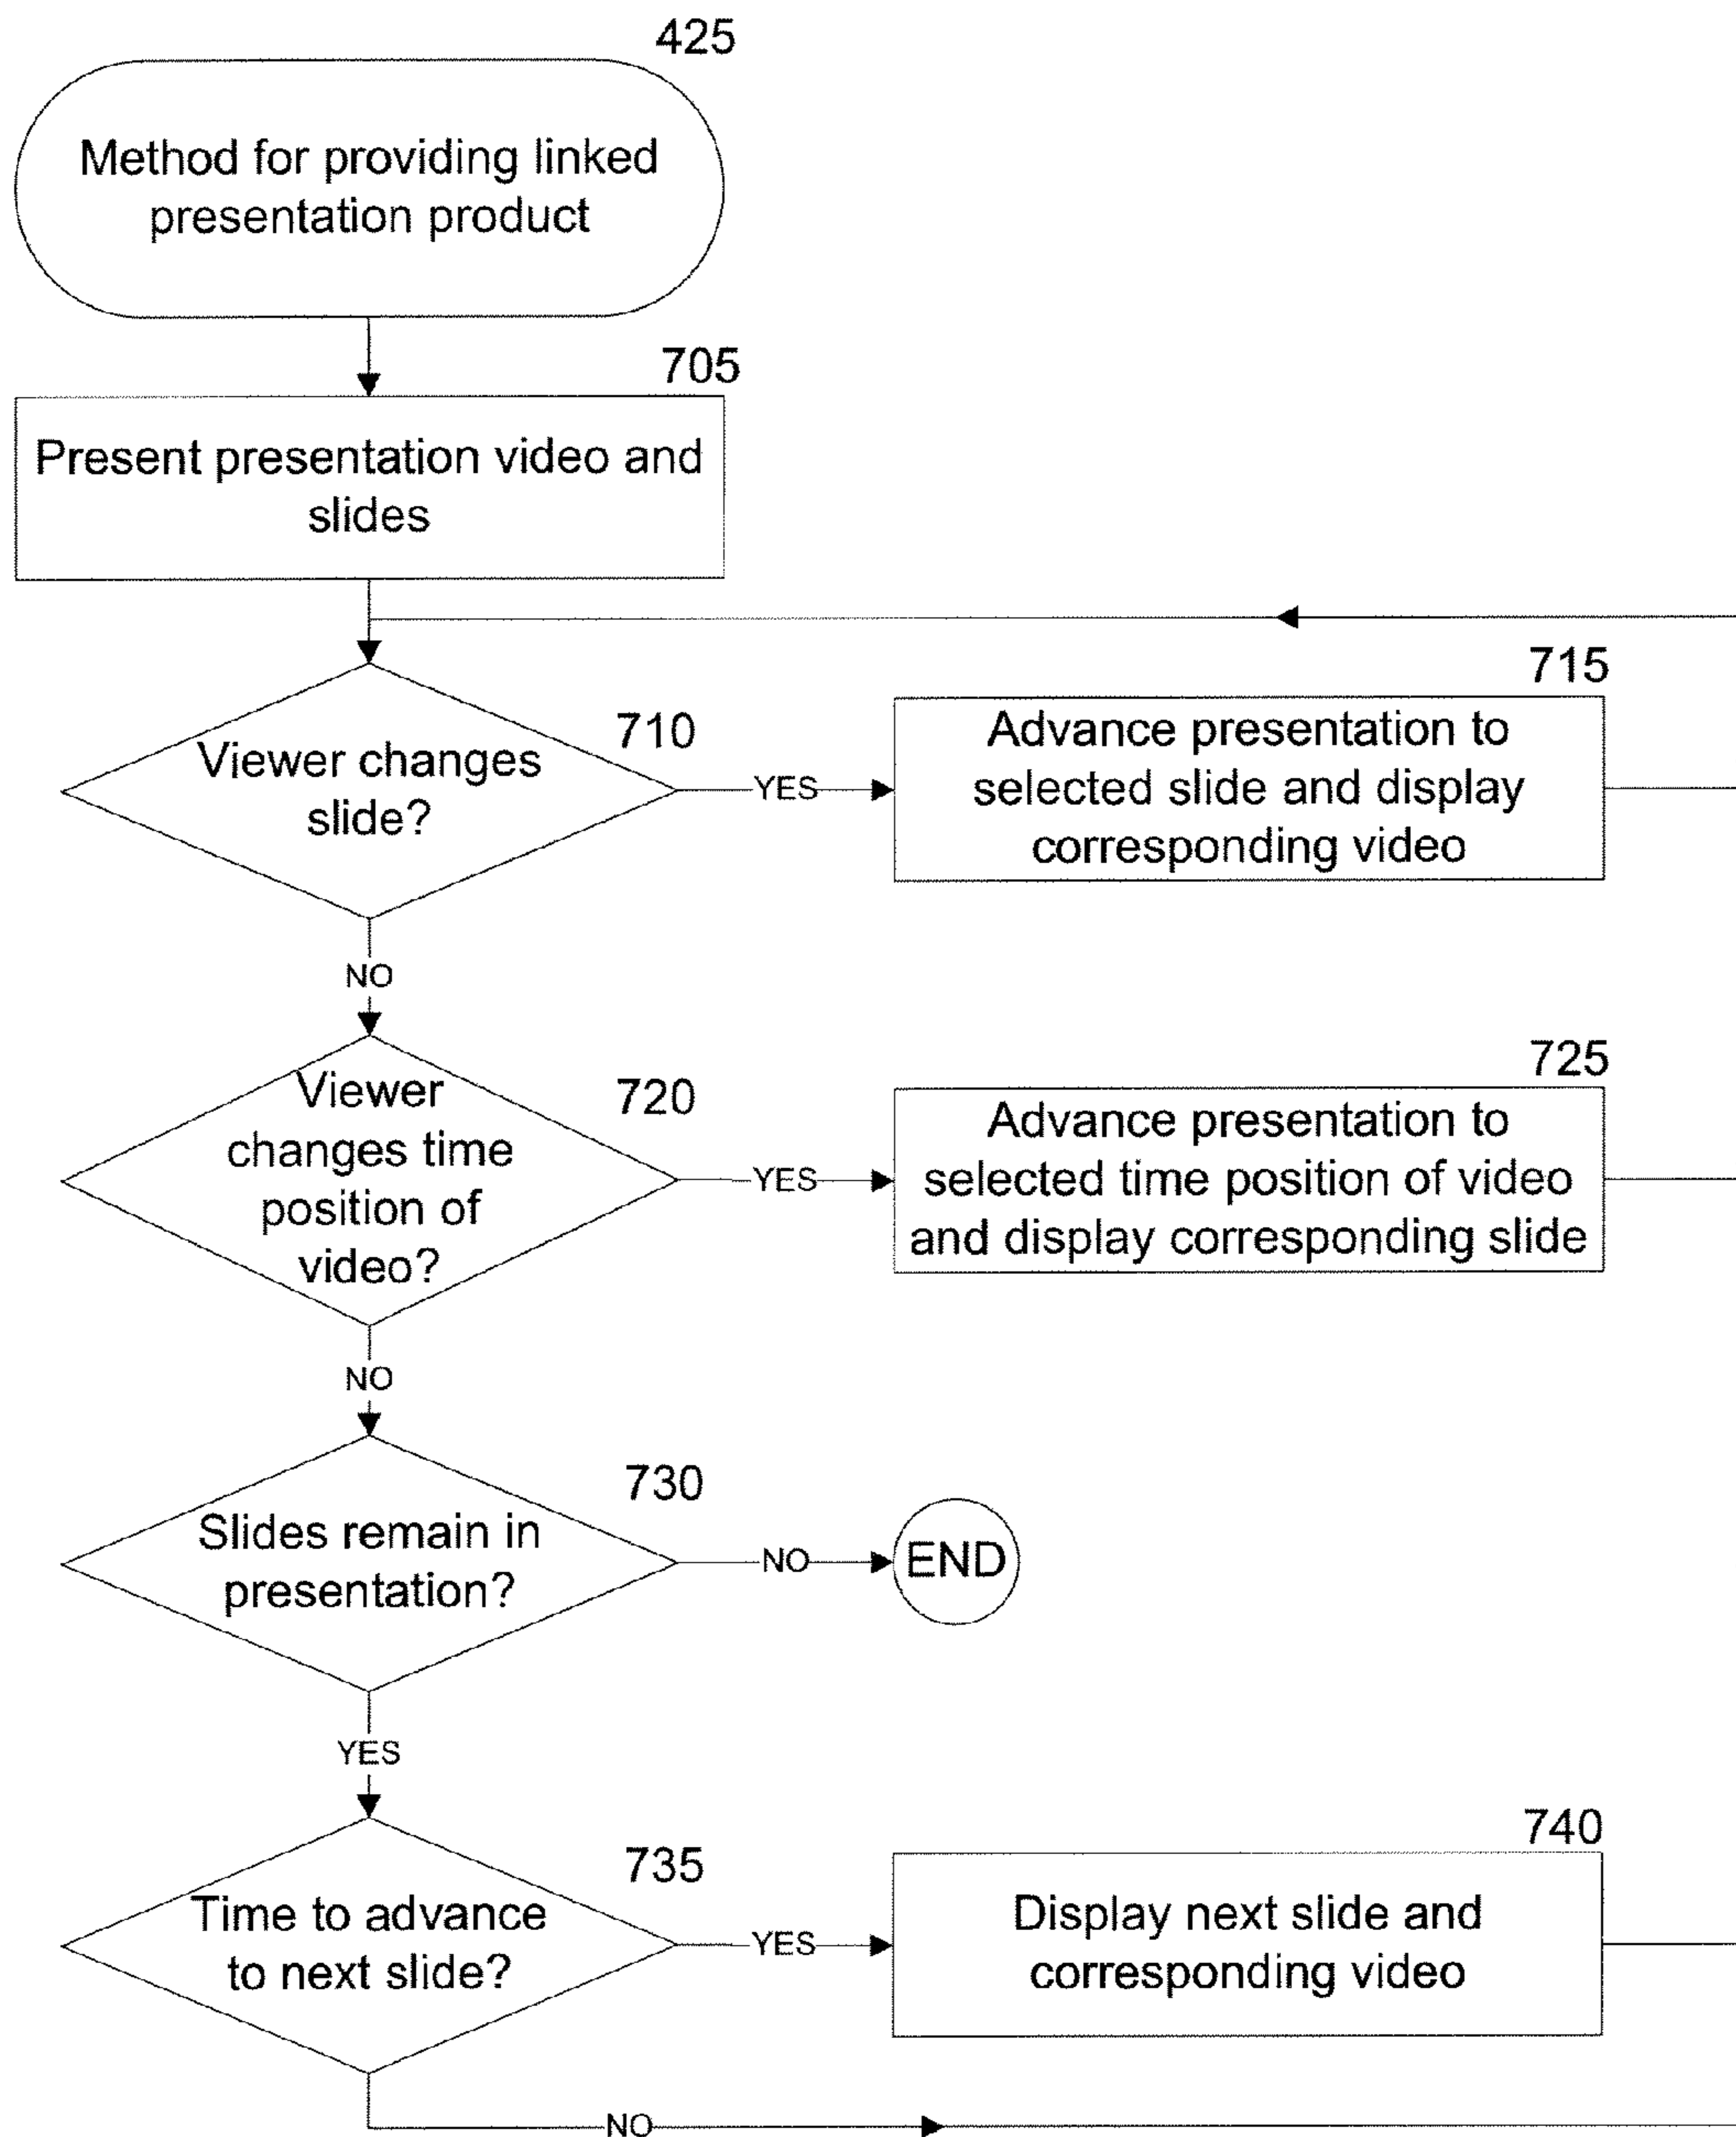 425
Method for providing linked
presentation product
705
Present presentation video and
slides
710
Viewer changes
slide?
YES
715
Advance presentation to
selected slide and display
corresponding video
NO
720
Viewer
changes time
position of
video?
YES
725
Advance presentation to
selected time position of video
and display corresponding slide
NO
730
Slides remain in
presentation?
NO
END
YES
735
Time to advance
to next slide?
YES
740
Display next slide and
corresponding video
NO